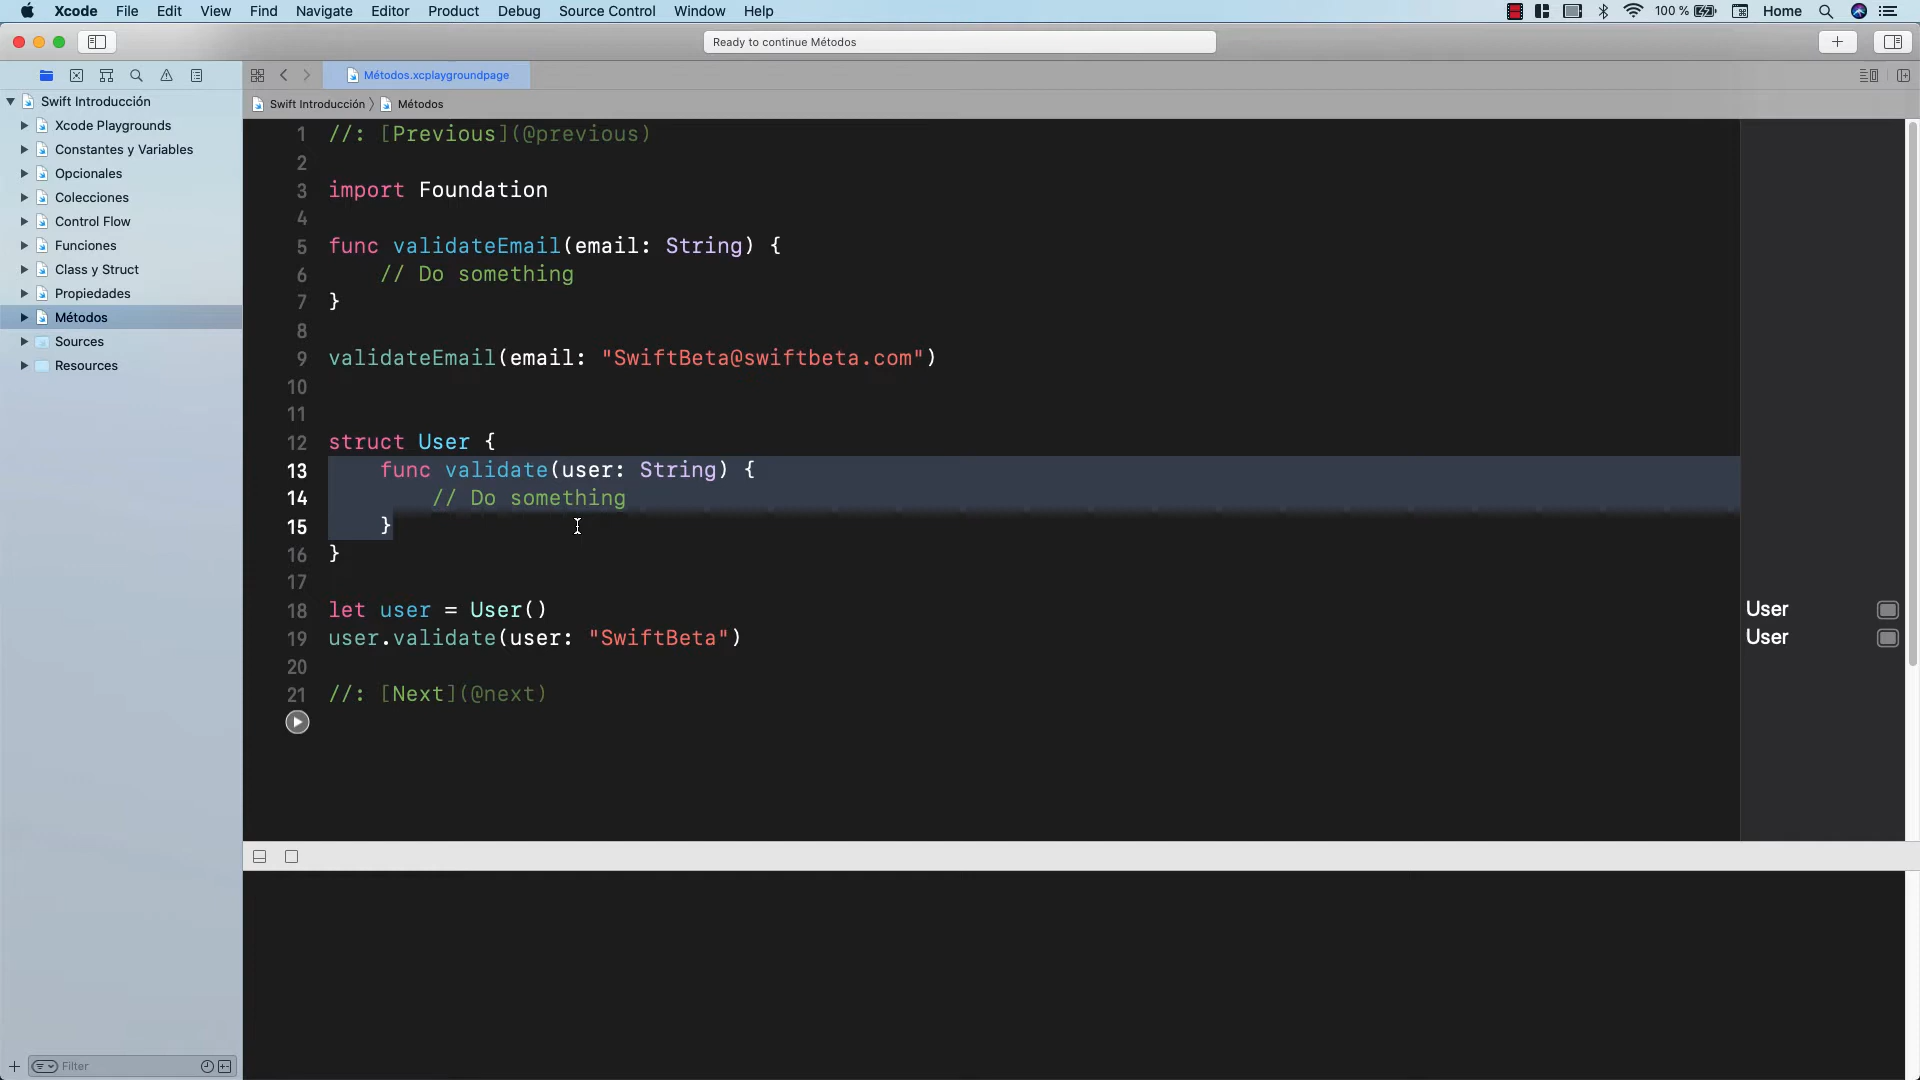 Xcode File Edit View Find Navigate Editor Product Debug Source Control Window Help 100 % Home
Ready to continue Métodos
Métodos.xcplaygroundpage
Swift Introducción
Xcode Playgrounds
Constantes y Variables
Opcionales
Colecciones
Control Flow
Funciones
Class y Struct
Propiedades
Métodos
Sources
Resources
Filter
Swift Introducción Métodos
1 //: [Previous](@previous)
2
3 import Foundation
4
5 func validateEmail(email: String) {
6 // Do something
7 }
8
9 validateEmail(email: "SwiftBeta@swiftbeta.com")
10
11
12 struct User {
13 func validate(user: String) {
14 // Do something
15 }
16 }
17
18 let user = User()
19 user.validate(user: "SwiftBeta")
20
21 //: [Next](@next)
User
User